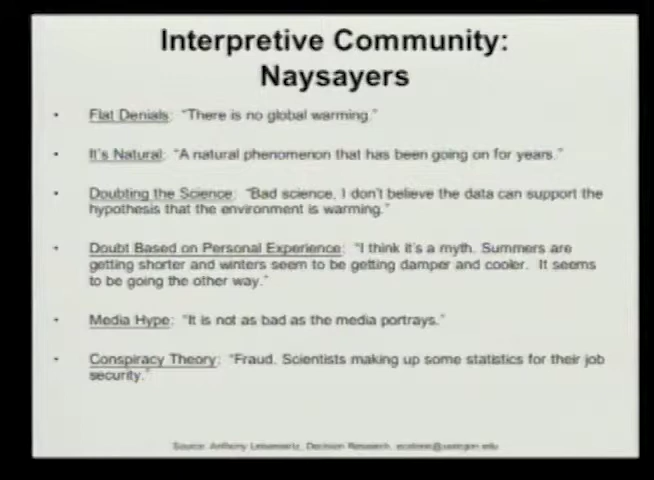 Interpretive Community:
Naysayers
• Flat Denials: "There is no global warming."
• It's Natural: "A natural phenomenon that has been going on for years."
• Doubting the Science: "Bad science, I don't believe the data can support the
hypothesis that the environment is warming."
• Doubt Based on Personal Experience: "I think it's a myth. Summers are
getting shorter and winters seem to be getting damper and cooler. It seems
to be going the other way."
• Media Hype: "It is not as bad as the media portrays."
• Conspiracy Theory: "Fraud. Scientists making up some statistics for their job
security."
Source: Anthony Leiserowitz, Decision Research